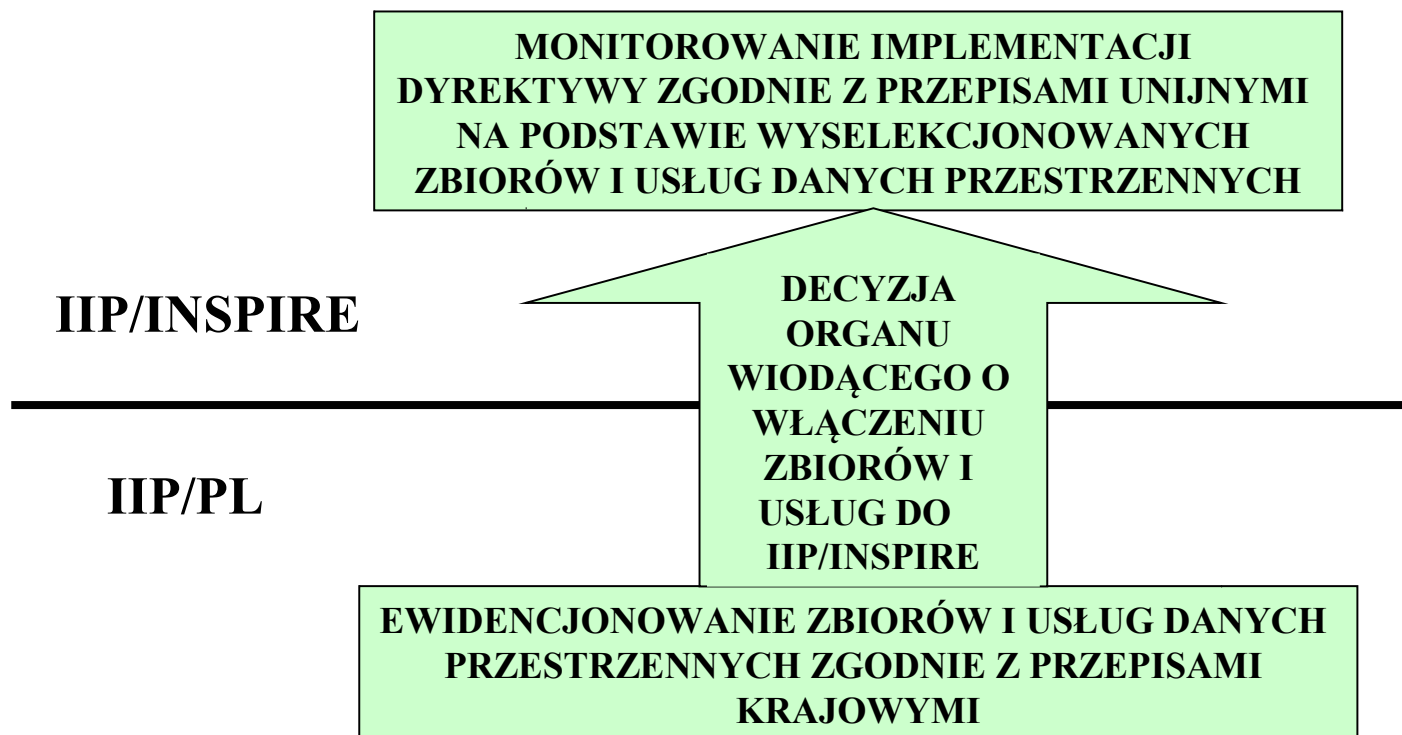 MONITOROWANIE IMPLEMENTACJI
DYREKTYWY ZGODNIE Z PRZEPISAMI UNIJNYMI
NA PODSTAWIE WYSELEKCJONOWANYCH
ZBIORÓW I USŁUG DANYCH PRZESTRZENNYCH
IIP/INSPIRE
DECYZJA
ORGANU
WIODĄCEGO O
WŁĄCZENIU
ZBIORÓW I
USŁUG DO
IIP/INSPIRE
IIP/PL
EWIDENCJONOWANIE ZBIORÓW I USŁUG DANYCH
PRZESTRZENNYCH ZGODNIE Z PRZEPISAMI
KRAJOWYMI